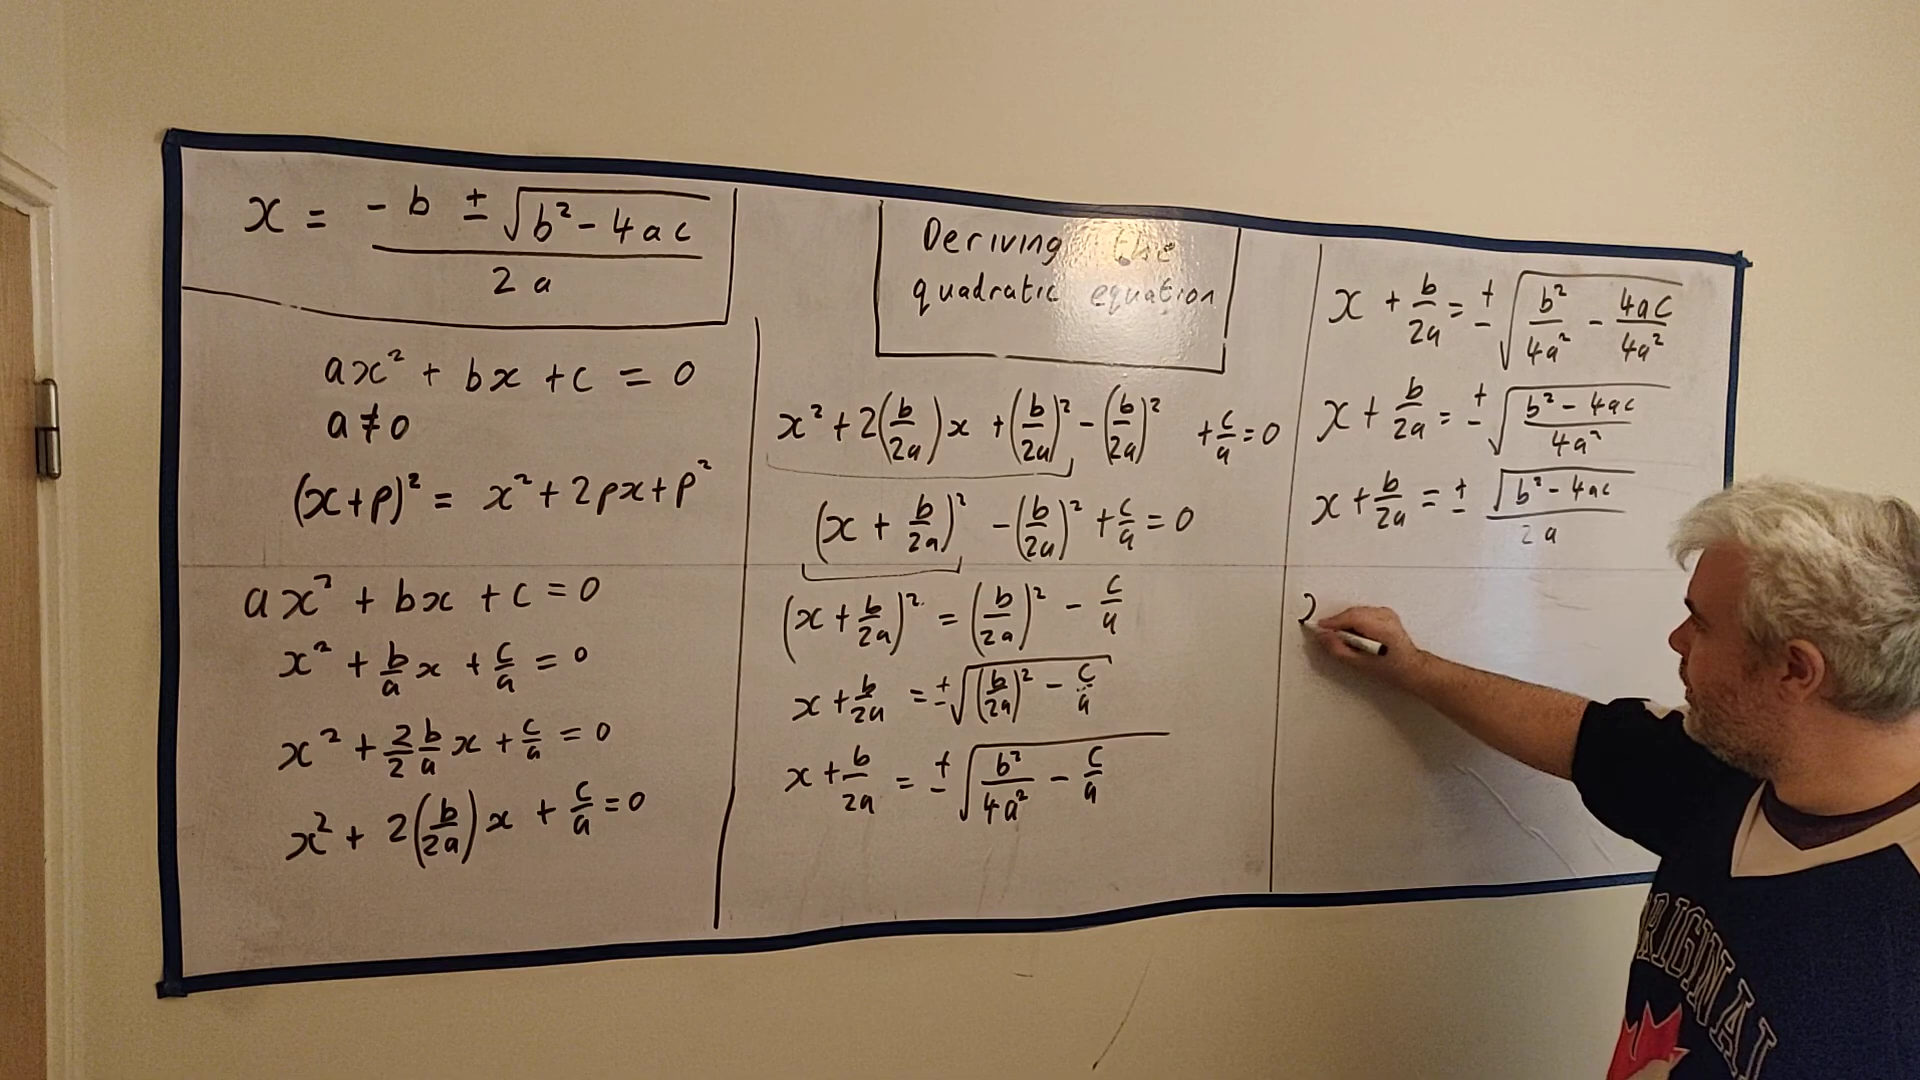 x = (-b ± √(b² - 4ac)) / 2a
ax² + bx + c = 0
a ≠ 0
(x+p)² = x² + 2px + p²
ax² + bx + c = 0
x² + b/a x + c/a = 0
x² + 2/2 b/a x + c/a = 0
x² + 2(b/2a)x + c/a = 0
Deriving the
quadratic equation
x² + 2(b/2a)x + (b/2a)² - (b/2a)² + c/a = 0
(x + b/2a)² - (b/2a)² + c/a = 0
(x + b/2a)² = (b/2a)² - c/a
x + b/2a = ±√((b/2a)² - c/a)
x + b/2a = ±√(b²/4a² - c/a)
x + b/2a = ±√(b²/4a² - 4ac/4a²)
x + b/2a = ±√((b² - 4ac)/4a²)
x + b/2a = ± √(b² - 4ac) / 2a